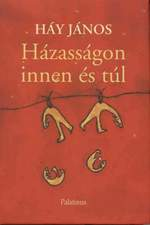 HÁY JÁNOS
Házasságon
innen és túl
Palatinus